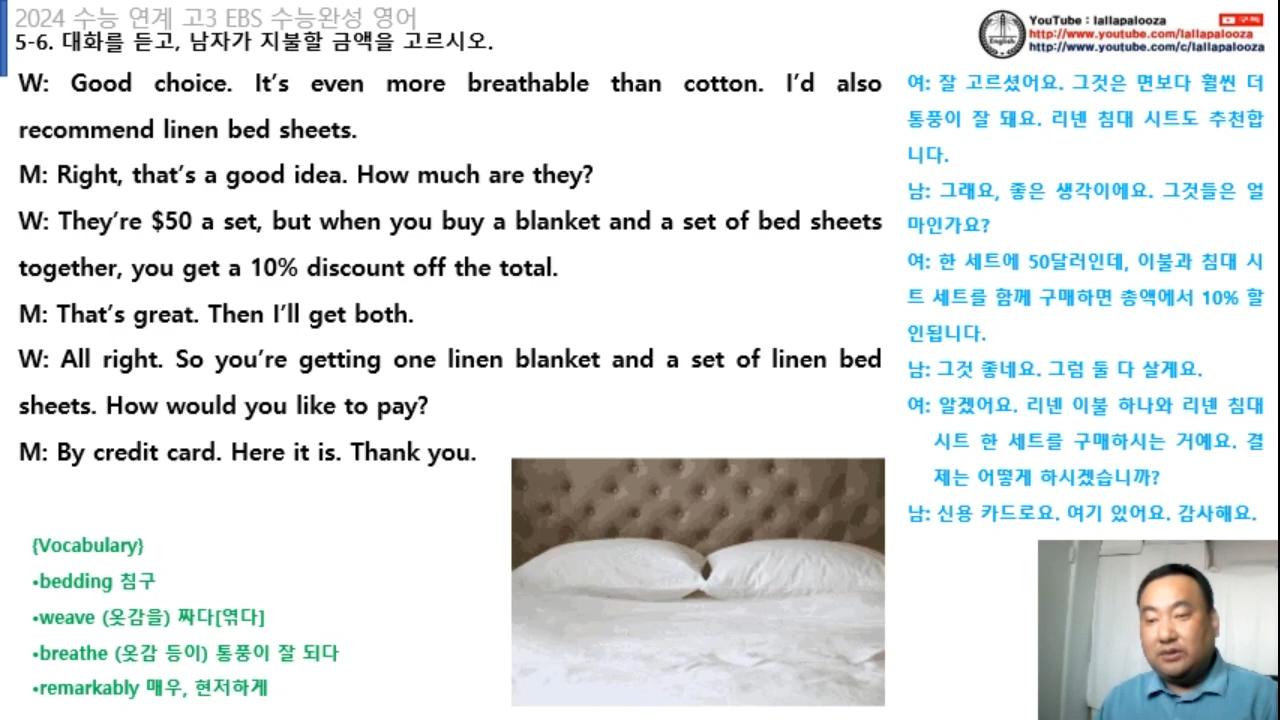 2024 수능 연계 고3 EBS 수능완성 영어
5-6. 대화를 듣고, 남자가 지불할 금액을 고르시오.
YouTube : lallapalooza
구독
http://www.youtube.com/lallapalooza
http://www.youtube.com/c/lallapalooza
English
W: Good choice. It’s even more breathable than cotton. I’d also
recommend linen bed sheets.
M: Right, that’s a good idea. How much are they?
W: They’re $50 a set, but when you buy a blanket and a set of bed sheets
together, you get a 10% discount off the total.
M: That’s great. Then I’ll get both.
W: All right. So you’re getting one linen blanket and a set of linen bed
sheets. How would you like to pay?
M: By credit card. Here it is. Thank you.
여: 잘 고르셨어요. 그것은 면보다 훨씬 더
통풍이 잘 돼요. 리넨 침대 시트도 추천합
니다.
남: 그래요, 좋은 생각이에요. 그것들은 얼
마인가요?
여: 한 세트에 50달러인데, 이불과 침대 시
트 세트를 함께 구매하면 총액에서 10% 할
인됩니다.
남: 그것 좋네요. 그럼 둘 다 살게요.
여: 알겠어요. 리넨 이불 하나와 리넨 침대
시트 한 세트를 구매하시는 거예요. 결
제는 어떻게 하시겠습니까?
남: 신용 카드로요. 여기 있어요. 감사해요.
{Vocabulary}
•bedding 침구
•weave (옷감을) 짜다[엮다]
•breathe (옷감 등이) 통풍이 잘 되다
•remarkably 매우, 현저하게